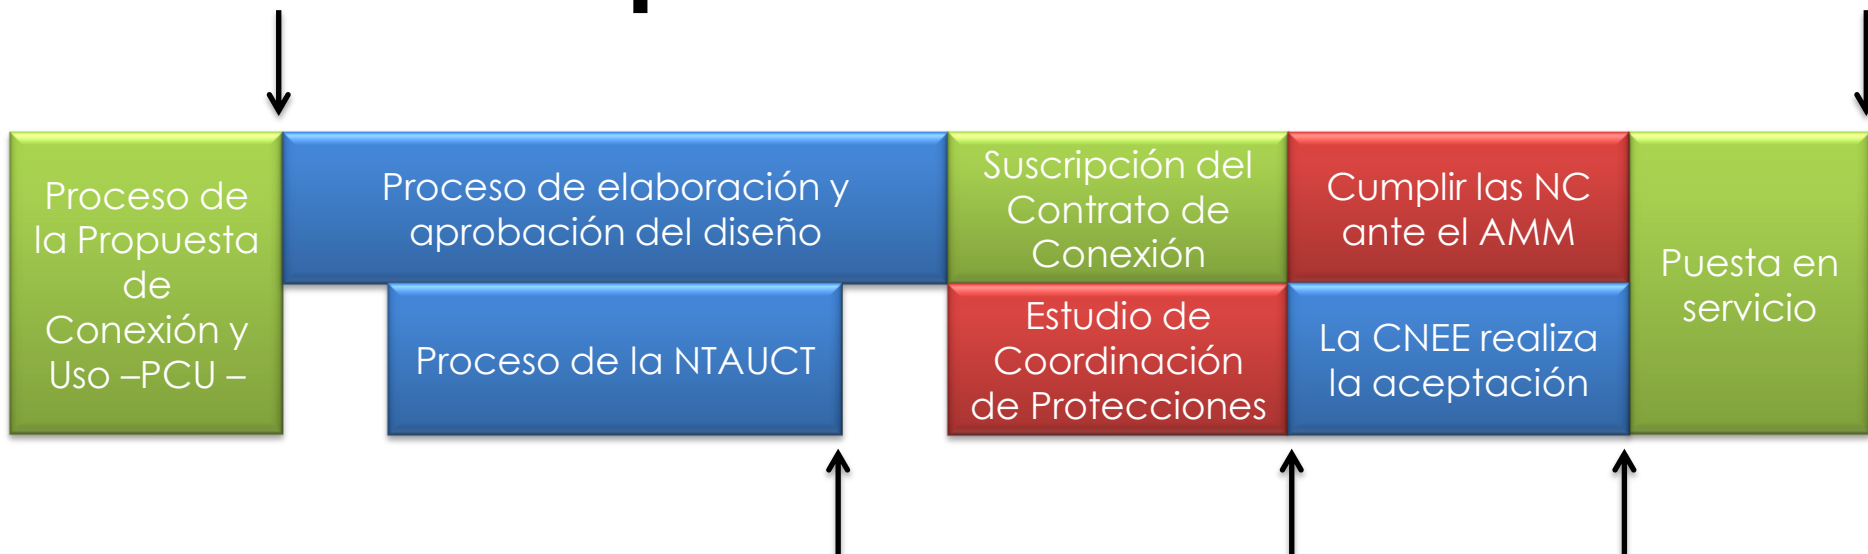 Proceso de
la Propuesta
de
Conexión y
Uso –PCU –
Proceso de elaboración y
aprobación del diseño
Proceso de la NTAUCT
Suscripción del
Contrato de
Conexión
Estudio de
Coordinación
de Protecciones
Cumplir las NC
ante el AMM
La CNEE realiza
la aceptación
Puesta en
servicio